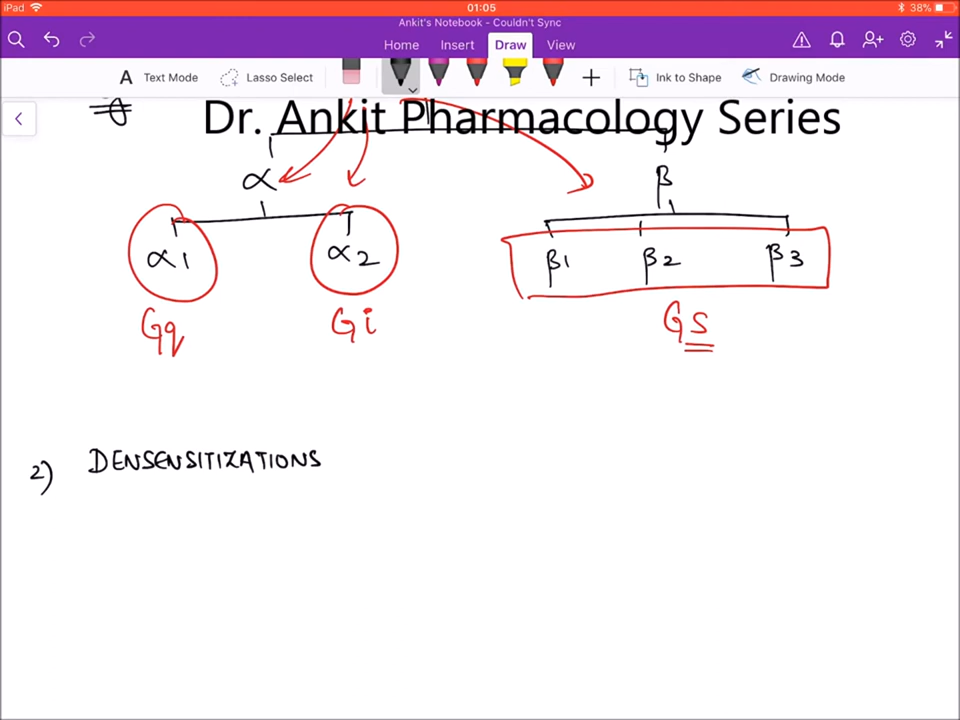 iPad 01:05 38%
Ankit's Notebook - Couldn't Sync
Home Insert Draw View
A Text Mode Lasso Select Ink to Shape Drawing Mode
Dr. Ankit Pharmacology Series
α β
α1 α2 β1 β2 β3
Gq Gi Gs
2) DENSENSITIZATIONS